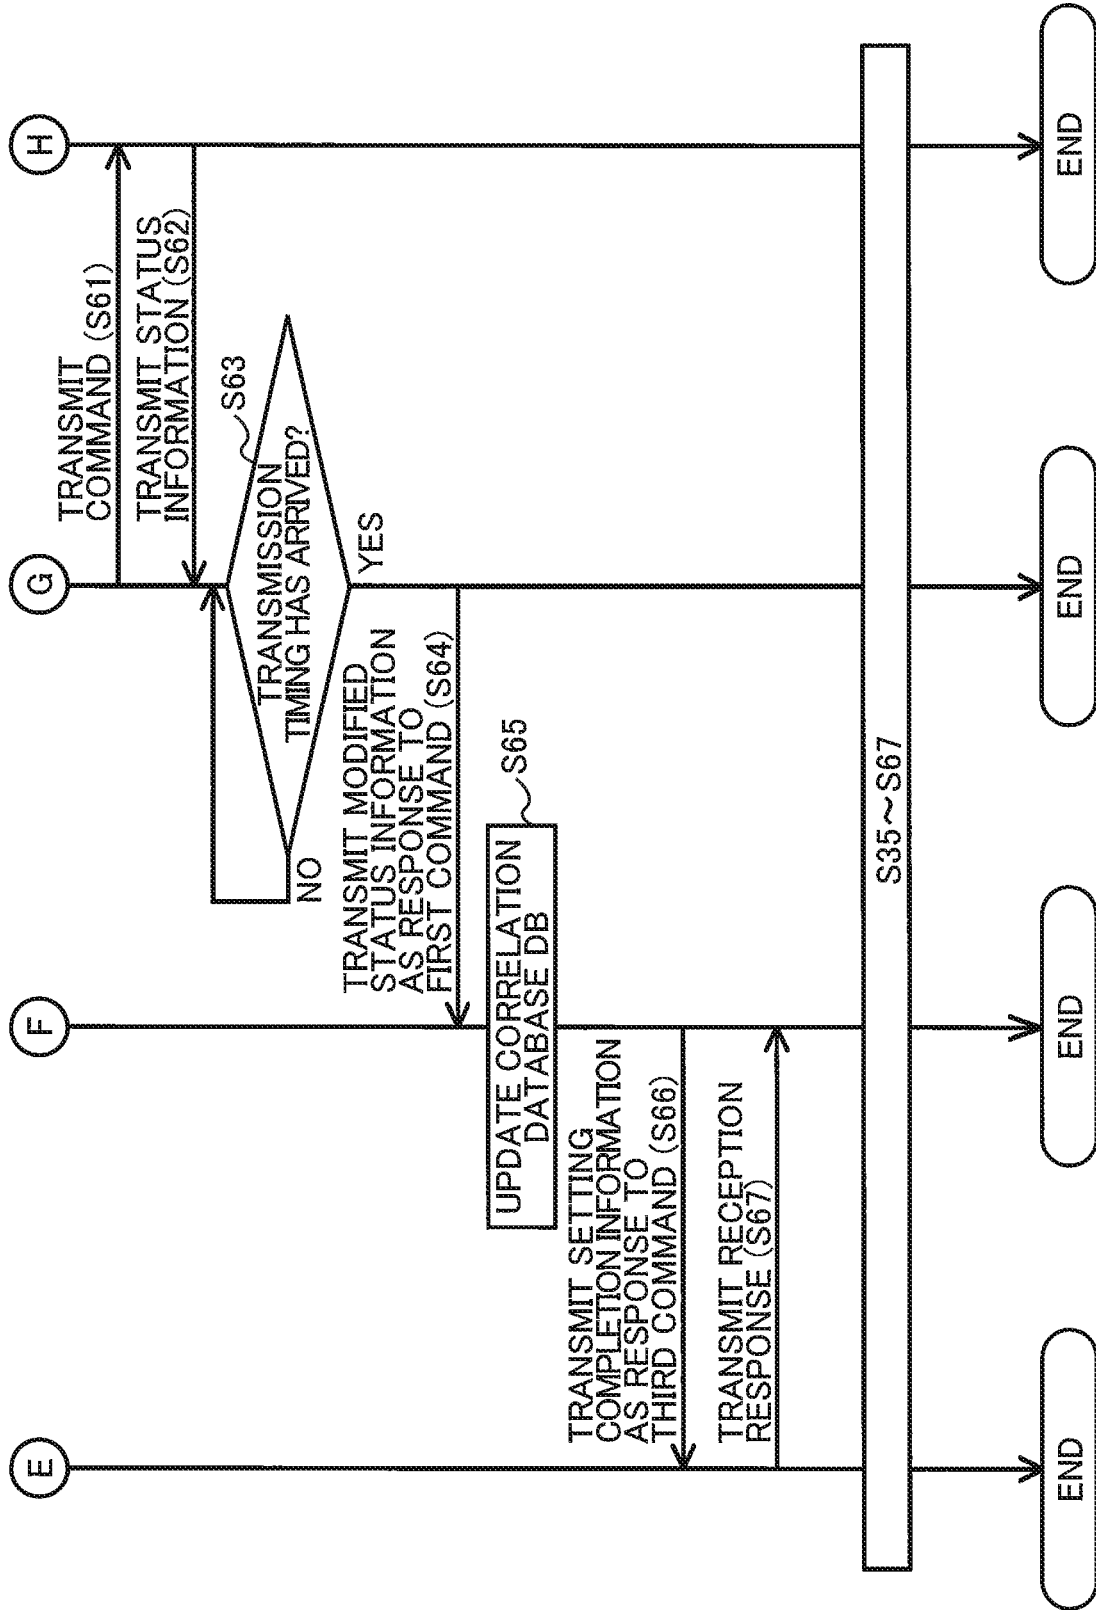 E
F
G
H
TRANSMIT
COMMAND (S61)
TRANSMIT STATUS
INFORMATION (S62)
S63
TRANSMISSION
TIMING HAS ARRIVED?
NO
YES
TRANSMIT MODIFIED
STATUS INFORMATION
AS RESPONSE TO
FIRST COMMAND (S64)
S65
UPDATE CORRELATION
DATABASE DB
TRANSMIT SETTING
COMPLETION INFORMATION
AS RESPONSE TO
THIRD COMMAND (S66)
TRANSMIT RECEPTION
RESPONSE (S67)
S35~S67
END
END
END
END